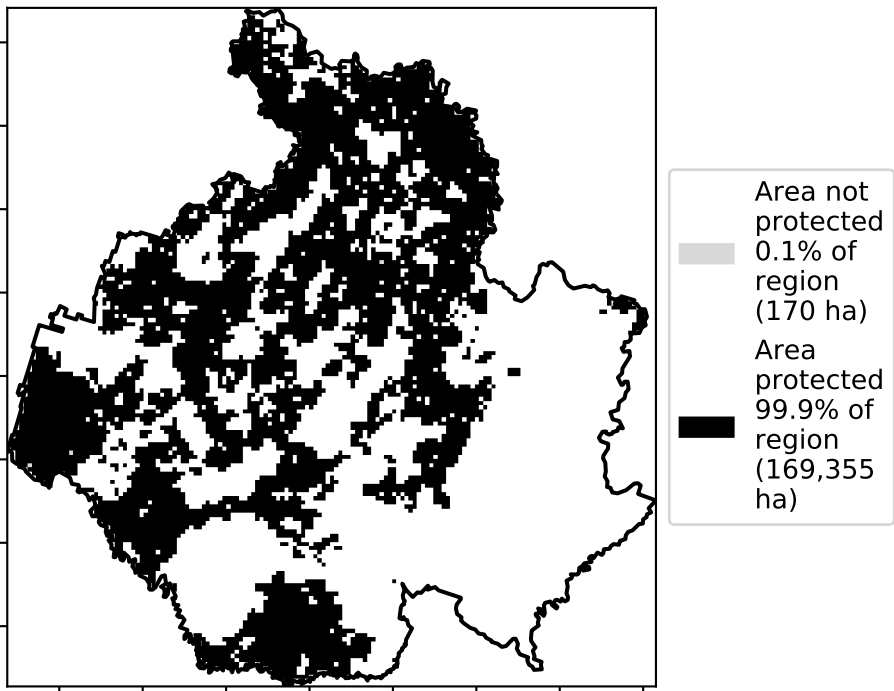 Area not
protected
0.1% of
region
(170 ha)
Area
protected
99.9% of
region
(169,355
ha)